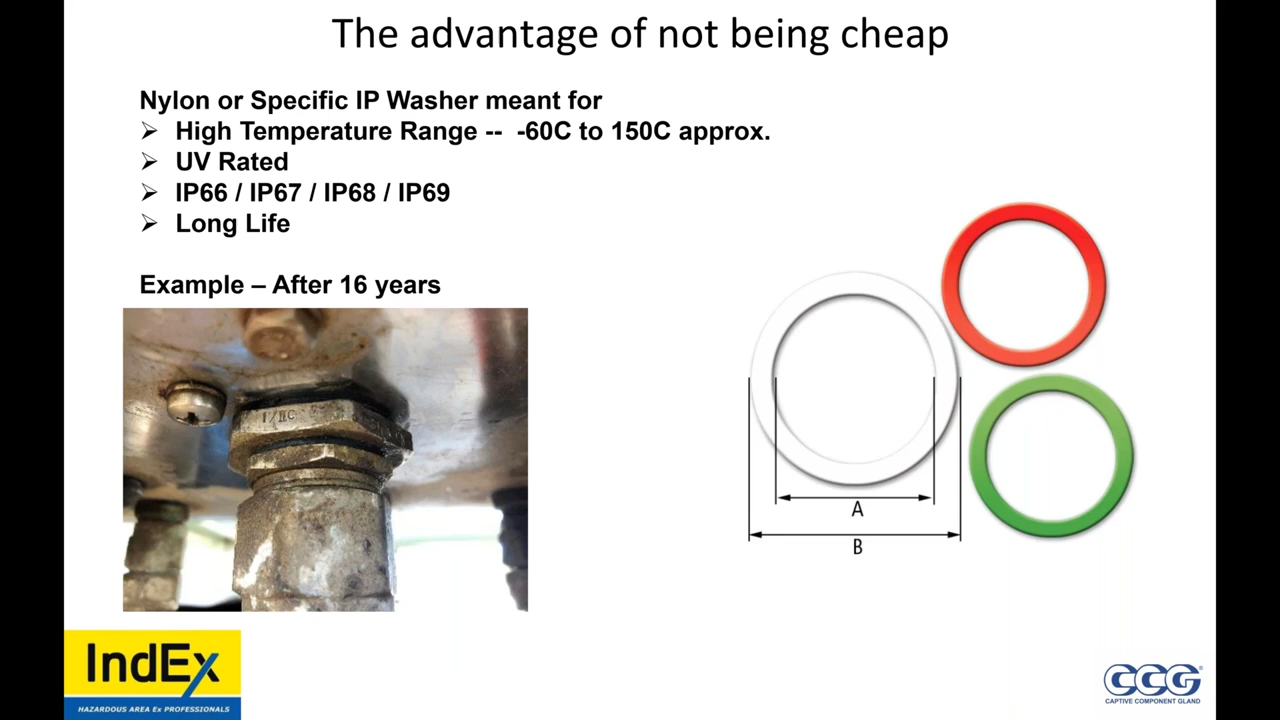 The advantage of not being cheap
Nylon or Specific IP Washer meant for
High Temperature Range -- -60C to 150C approx.
UV Rated
IP66 / IP67 / IP68 / IP69
Long Life
Example – After 16 years
A
B
IndEx
HAZARDOUS AREA Ex PROFESSIONALS
CCG®
CAPTIVE COMPONENT GLAND